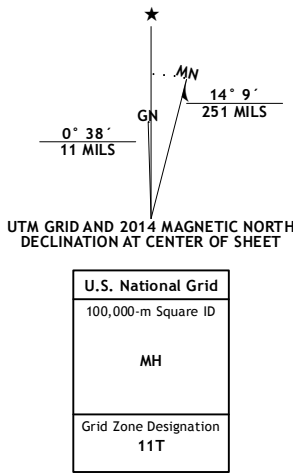 ★
MN
GN
14° 9´
251 MILS
0° 38´
11 MILS
UTM GRID AND 2014 MAGNETIC NORTH
DECLINATION AT CENTER OF SHEET
U.S. National Grid
100,000-m Square ID
MH
Grid Zone Designation
11T